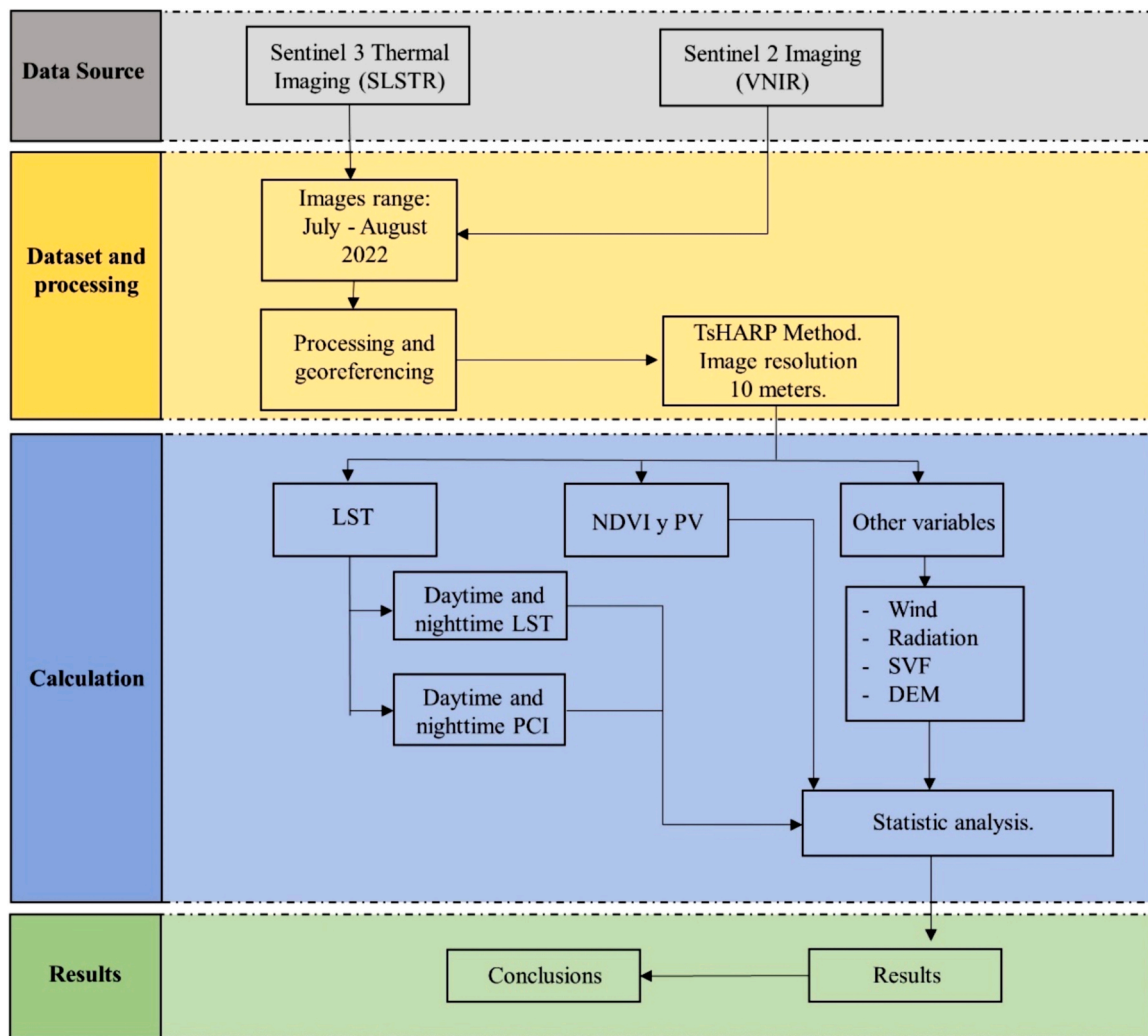 Data Source
Sentinel 3 Thermal
Imaging (SLSTR)
Sentinel 2 Imaging
(VNIR)
Dataset and
processing
Images range:
July - August
2022
Processing and
georeferencing
TsHARP Method.
Image resolution
10 meters.
Calculation
LST
NDVI y PV
Other variables
Daytime and
nighttime LST
Daytime and
nighttime PCI
- Wind
- Radiation
- SVF
- DEM
Statistic analysis.
Results
Conclusions
Results